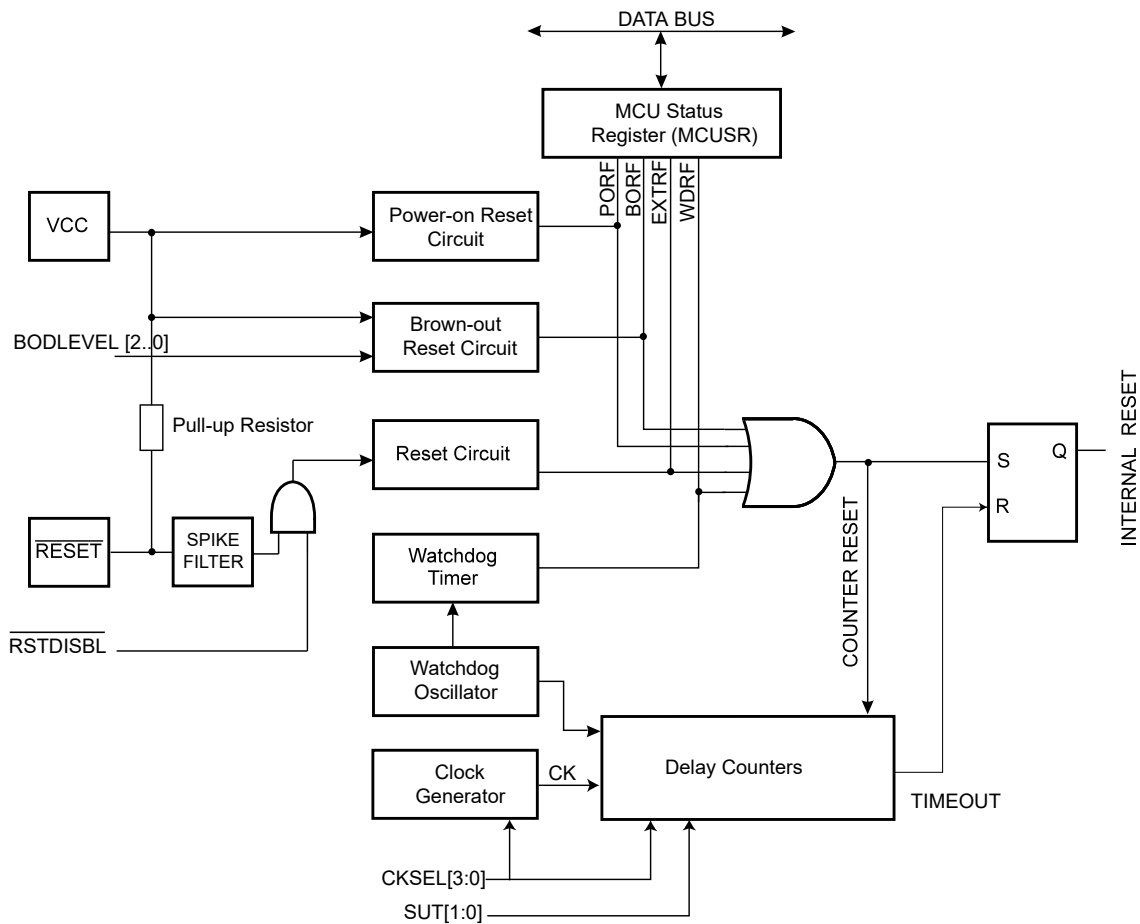 DATA BUS
MCU Status
Register (MCUSR)
PORF
BORF
EXTRF
WDRF
VCC
Power-on Reset
Circuit
BODLEVEL [2..0]
Brown-out
Reset Circuit
Pull-up Resistor
Reset Circuit
RESET
SPIKE
FILTER
RSTDISBL
Watchdog
Timer
Watchdog
Oscillator
Clock
Generator
CK
Delay Counters
CKSEL[3:0]
SUT[1:0]
COUNTER RESET
TIMEOUT
S
R
Q
INTERNAL RESET